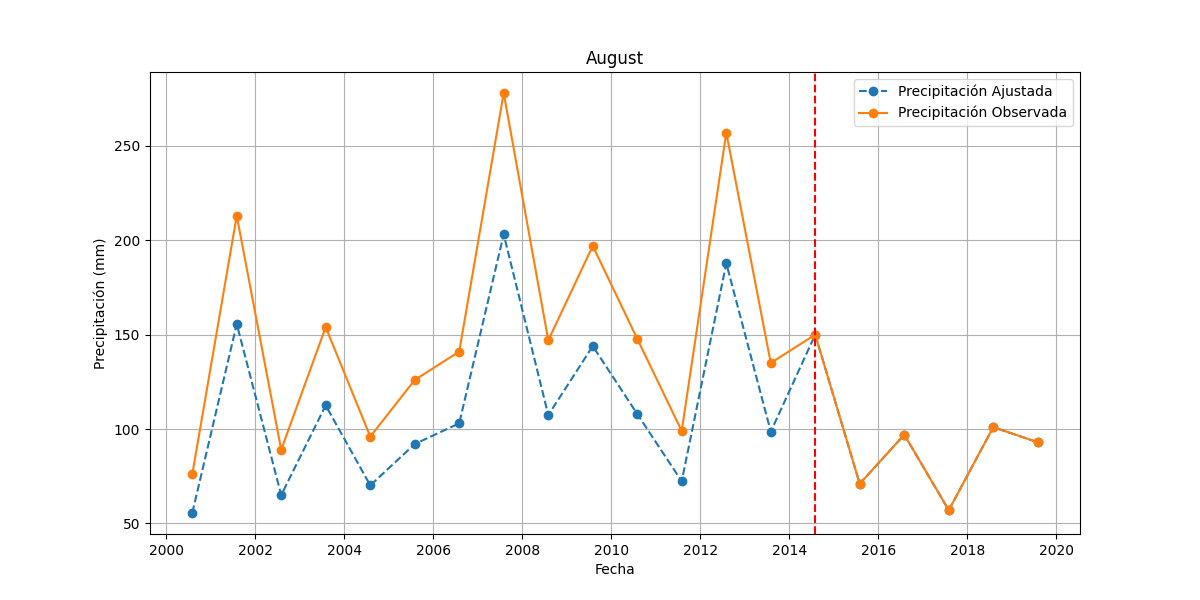 August
Precipitación Ajustada
Precipitación Observada
Precipitación (mm)
250
200
150
100
50
2000 2002 2004 2006 2008 2010 2012 2014 2016 2018 2020
Fecha